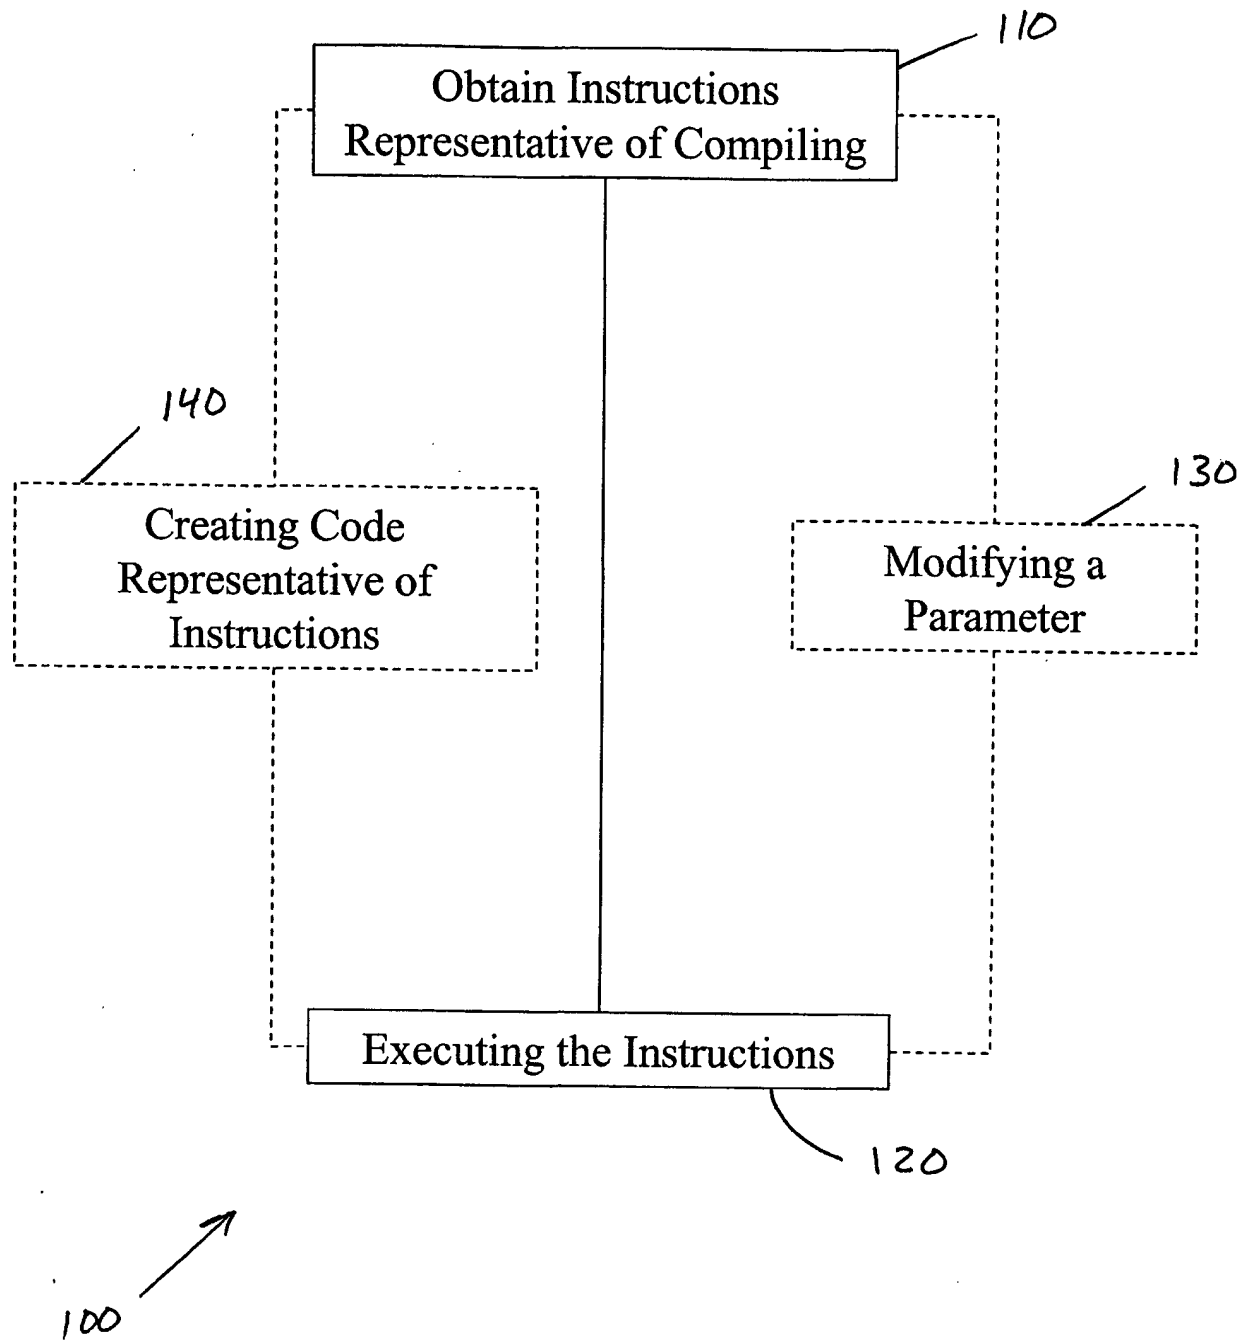 110
Obtain Instructions
Representative of Compiling
140
Creating Code
Representative of
Instructions
130
Modifying a
Parameter
Executing the Instructions
120
100